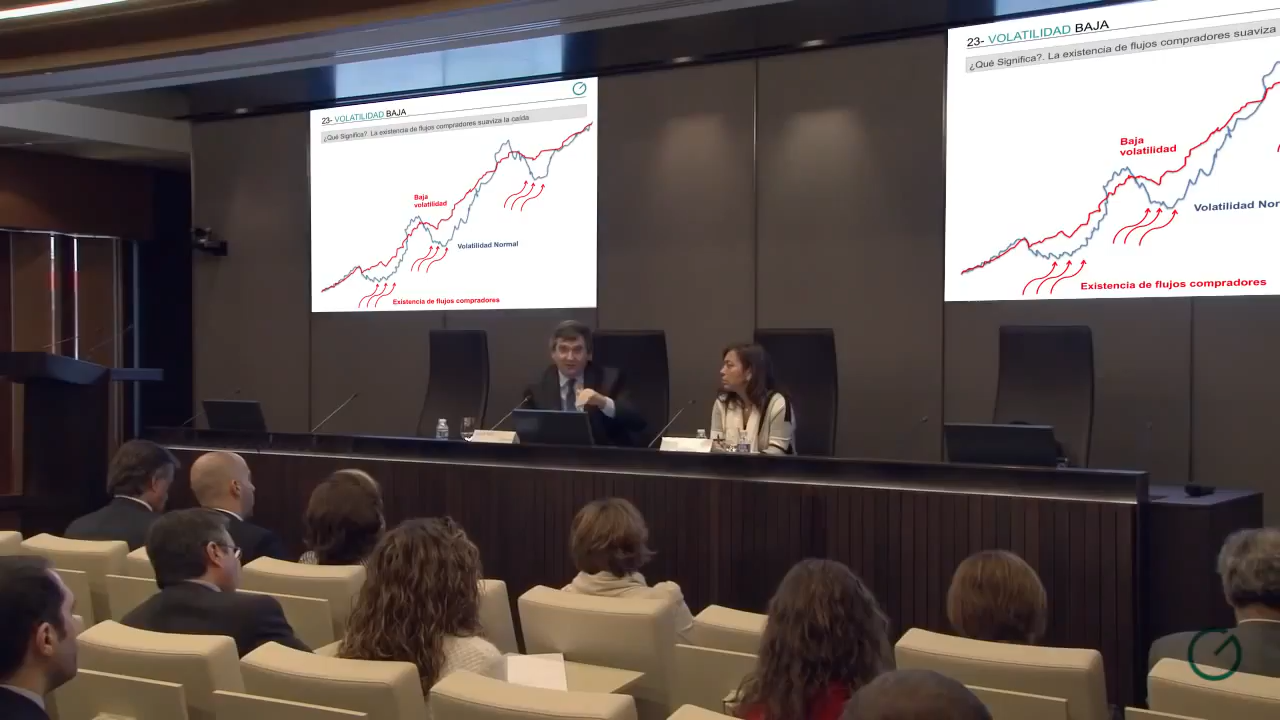 23- VOLATILIDAD BAJA
¿Qué Significa?. La existencia de flujos compradores suaviza la caída
Baja
volatilidad
Volatilidad Normal
Existencia de flujos compradores
23- VOLATILIDAD BAJA
¿Qué Significa?. La existencia de flujos compradores suaviza
Baja
volatilidad
Volatilidad Nor
Existencia de flujos compradores